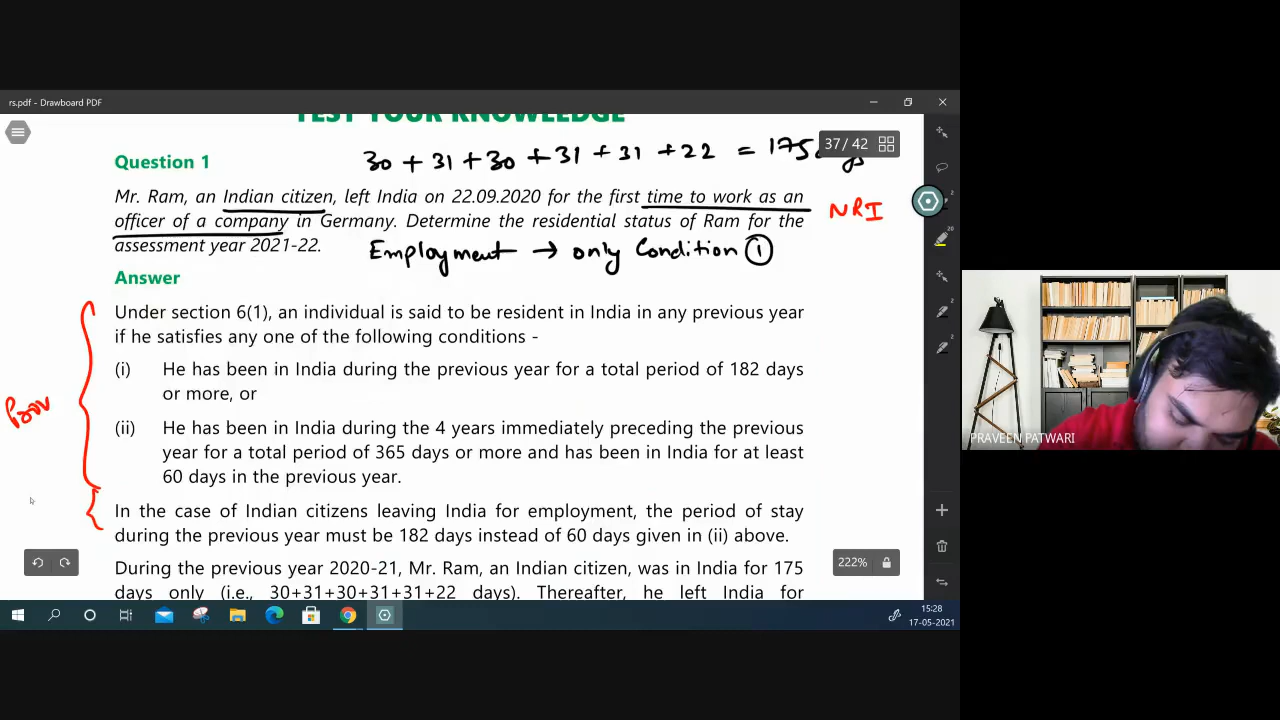 rs.pdf - Drawboard PDF
TEST YOUR KNOWLEDGE
37 / 42
Question 1
30 + 31 + 30 + 31 + 31 + 22 = 175
Mr. Ram, an Indian citizen, left India on 22.09.2020 for the first time to work as an
officer of a company in Germany. Determine the residential status of Ram for the
assessment year 2021-22.
NRI
Employment → only Condition ①
Answer
Under section 6(1), an individual is said to be resident in India in any previous year
if he satisfies any one of the following conditions -
(i) He has been in India during the previous year for a total period of 182 days
or more, or
Prov
(ii) He has been in India during the 4 years immediately preceding the previous
year for a total period of 365 days or more and has been in India for at least
60 days in the previous year.
In the case of Indian citizens leaving India for employment, the period of stay
during the previous year must be 182 days instead of 60 days given in (ii) above.
During the previous year 2020-21, Mr. Ram, an Indian citizen, was in India for 175
days only (i.e., 30+31+30+31+31+22 days). Thereafter, he left India for
222%
PRAVEEN PATWARI
15:28
17-05-2021